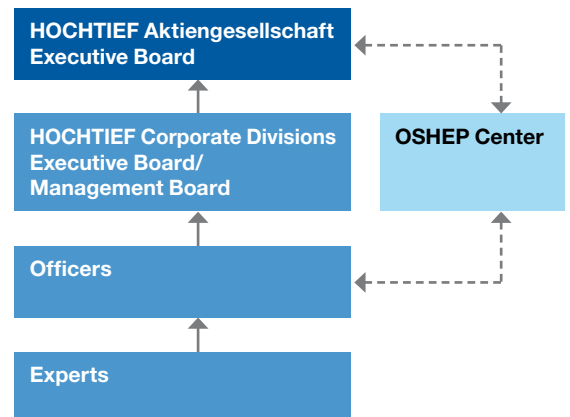 HOCHTIEF Aktiengesellschaft
Executive Board
HOCHTIEF Corporate Divisions
Executive Board/
Management Board
OSHEP Center
Officers
Experts